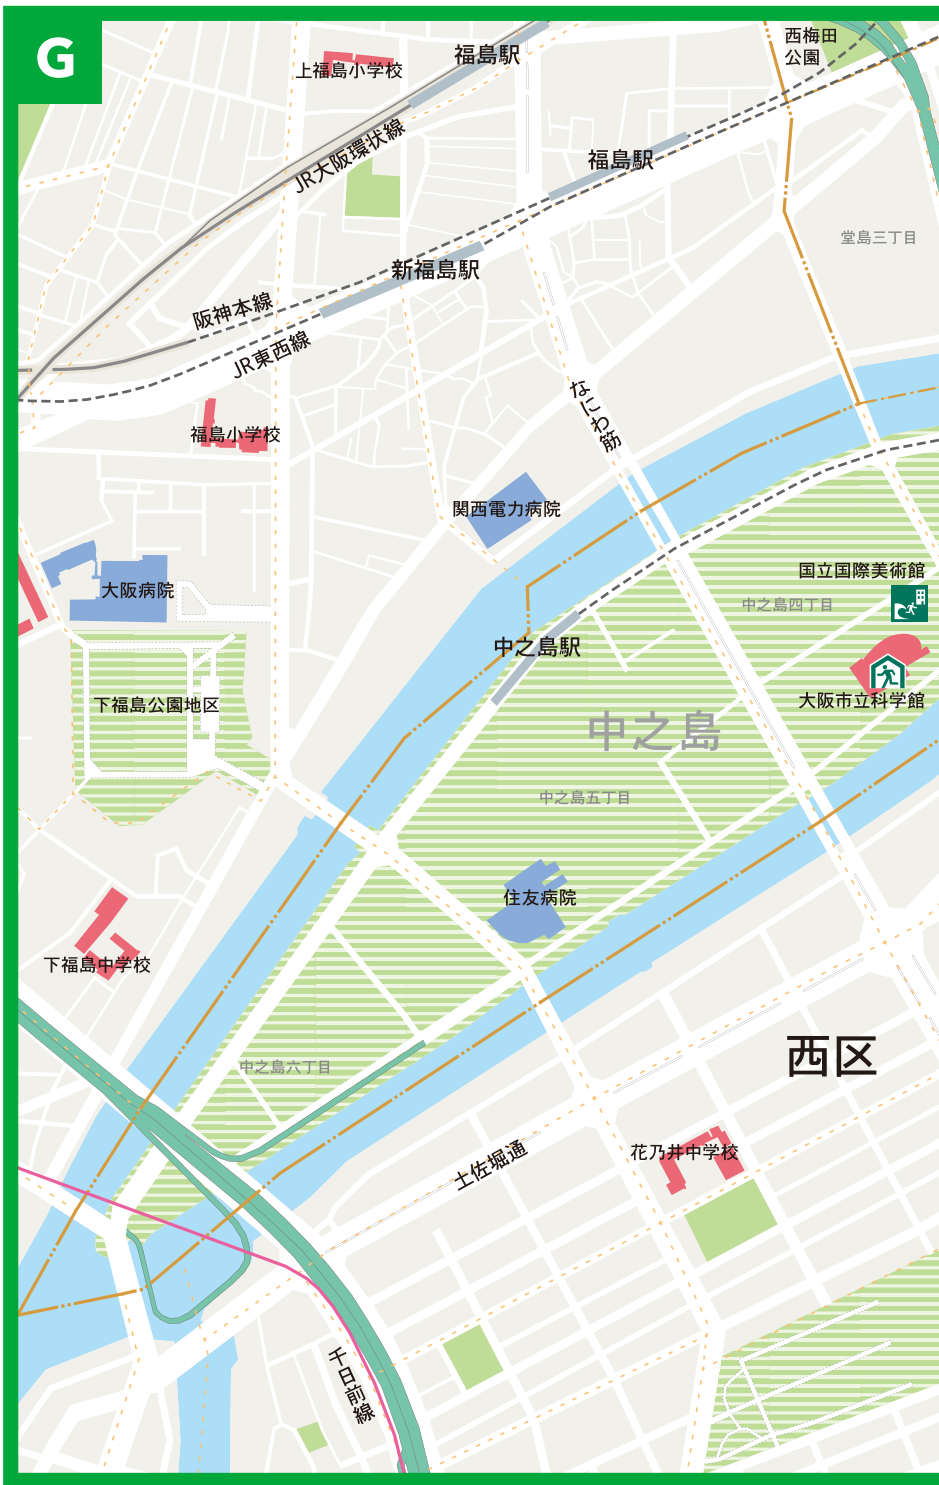 G
福島駅
西梅田
公園
上福島小学校
JR大阪環状線
福島駅
堂島三丁目
新福島駅
阪神本線
JR東西線
なにわ筋
福島小学校
関西電力病院
国立国際美術館
大阪病院
中之島四丁目
中之島駅
大阪市立科学館
下福島公園地区
中之島
中之島五丁目
住友病院
下福島中学校
西区
中之島六丁目
花乃井中学校
土佐堀通
千日前線